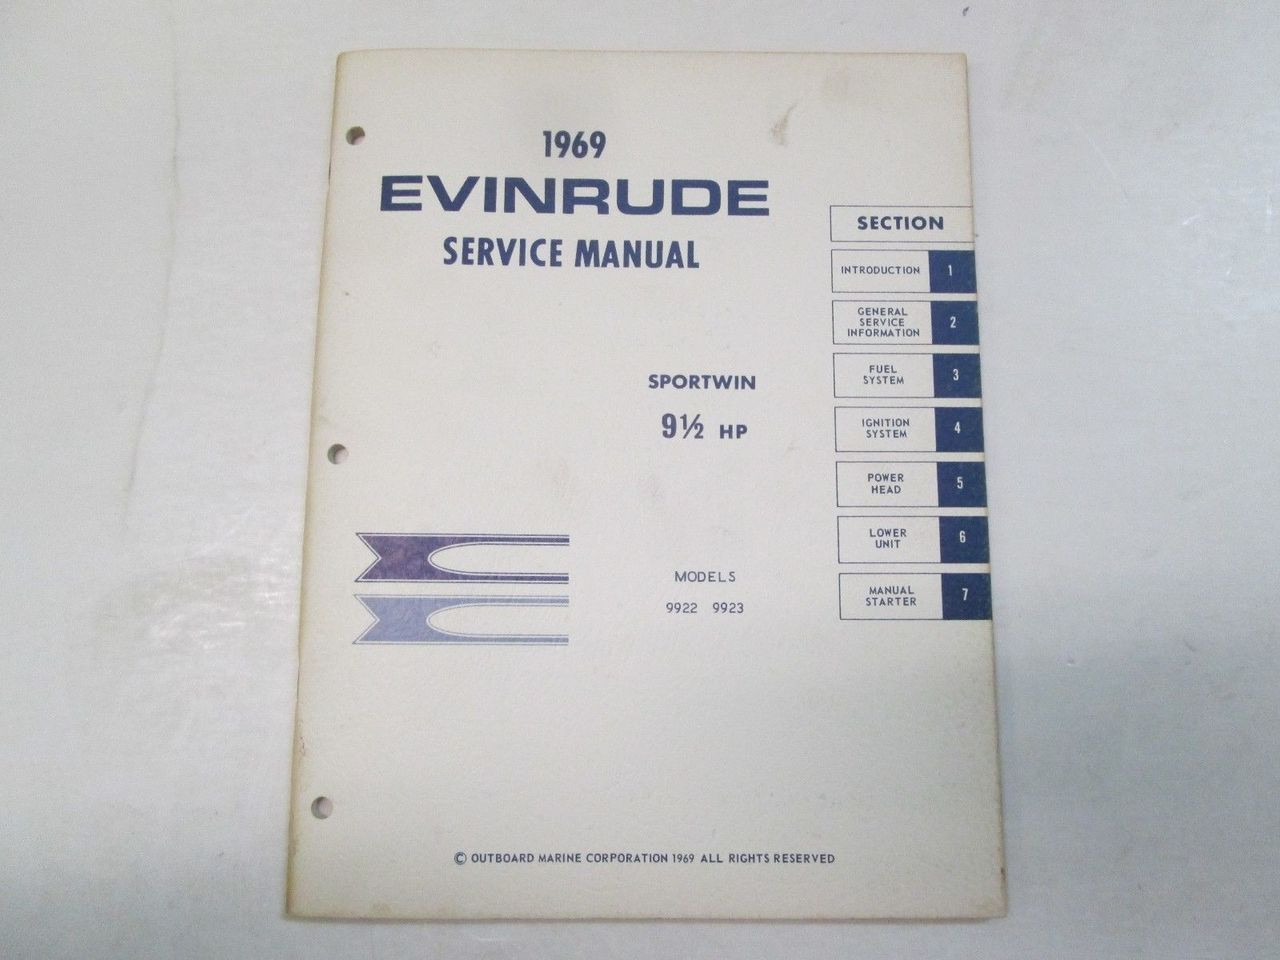 1969
EVINRUDE
SERVICE MANUAL
SPORTWIN
9½ HP
MODELS
9922 9923
SECTION
INTRODUCTION 1
GENERAL
SERVICE 2
INFORMATION
FUEL
SYSTEM 3
IGNITION
SYSTEM 4
POWER
HEAD 5
LOWER
UNIT 6
MANUAL
STARTER 7
© OUTBOARD MARINE CORPORATION 1969 ALL RIGHTS RESERVED